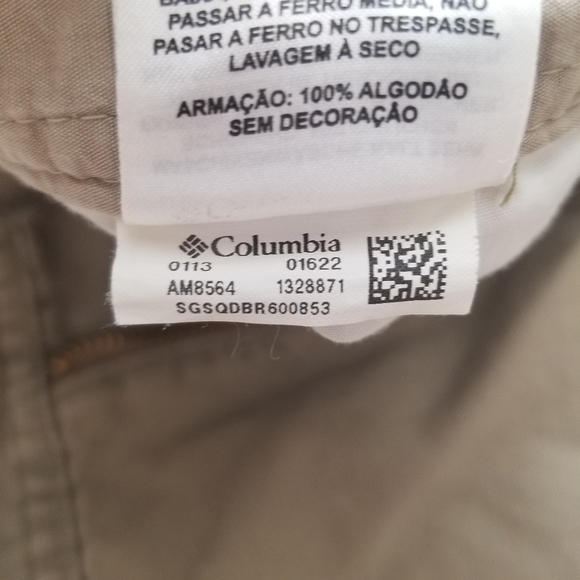 PASSAR A FERRO MÉDIA, NÃO
PASAR A FERRO NO TRESPASSE,
LAVAGEM À SECO
ARMAÇÃO: 100% ALGODÃO
SEM DECORAÇÃO
Columbia
0113 01622
AM8564 1328871
SGSQDBR600853